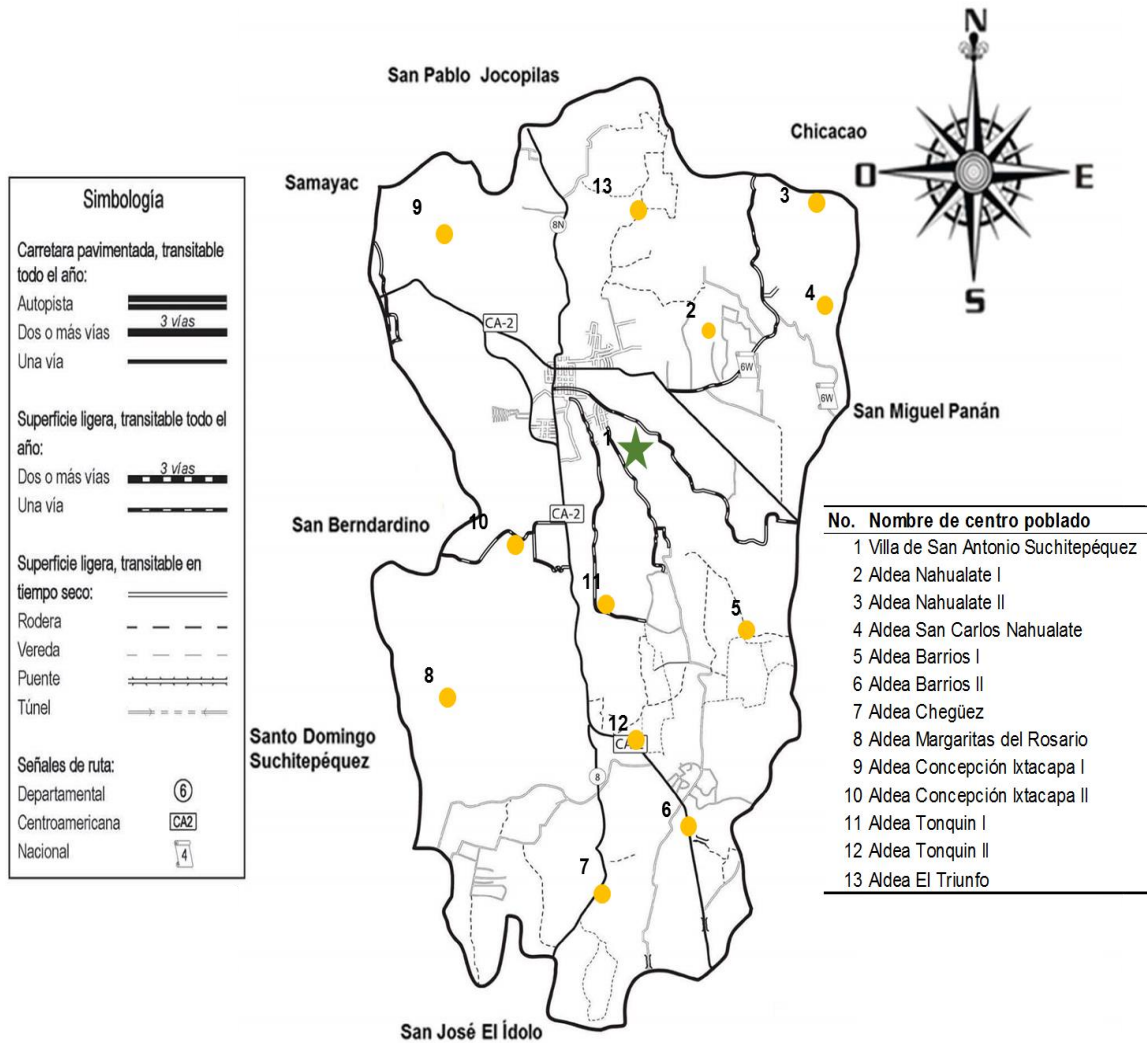 San Pablo Jocopilas
Chicacao
Samayac
San Miguel Panán
San Berndardino
Santo Domingo
Suchitepéquez
San José El Ídolo
N
O
E
S
Simbología
Carretara pavimentada, transitable
todo el año:
Autopista
3 vías
Dos o más vías
Una vía
Superficie ligera, transitable todo el
año:
3 vías
Dos o más vías
Una vía
Superficie ligera, transitable en
tiempo seco:
Rodera
Vereda
Puente
Túnel
Señales de ruta:
Departamental 6
Centroamericana CA2
Nacional 4
13
9
3
8N
4
2
CA-2
6W
6W
1
10
CA-2
11
5
8
12
8
6
7
No. Nombre de centro poblado
1 Villa de San Antonio Suchitepéquez
2 Aldea Nahualate I
3 Aldea Nahualate II
4 Aldea San Carlos Nahualate
5 Aldea Barrios I
6 Aldea Barrios II
7 Aldea Chegüez
8 Aldea Margaritas del Rosario
9 Aldea Concepción Ixtacapa I
10 Aldea Concepción Ixtacapa II
11 Aldea Tonquin I
12 Aldea Tonquin II
13 Aldea El Triunfo